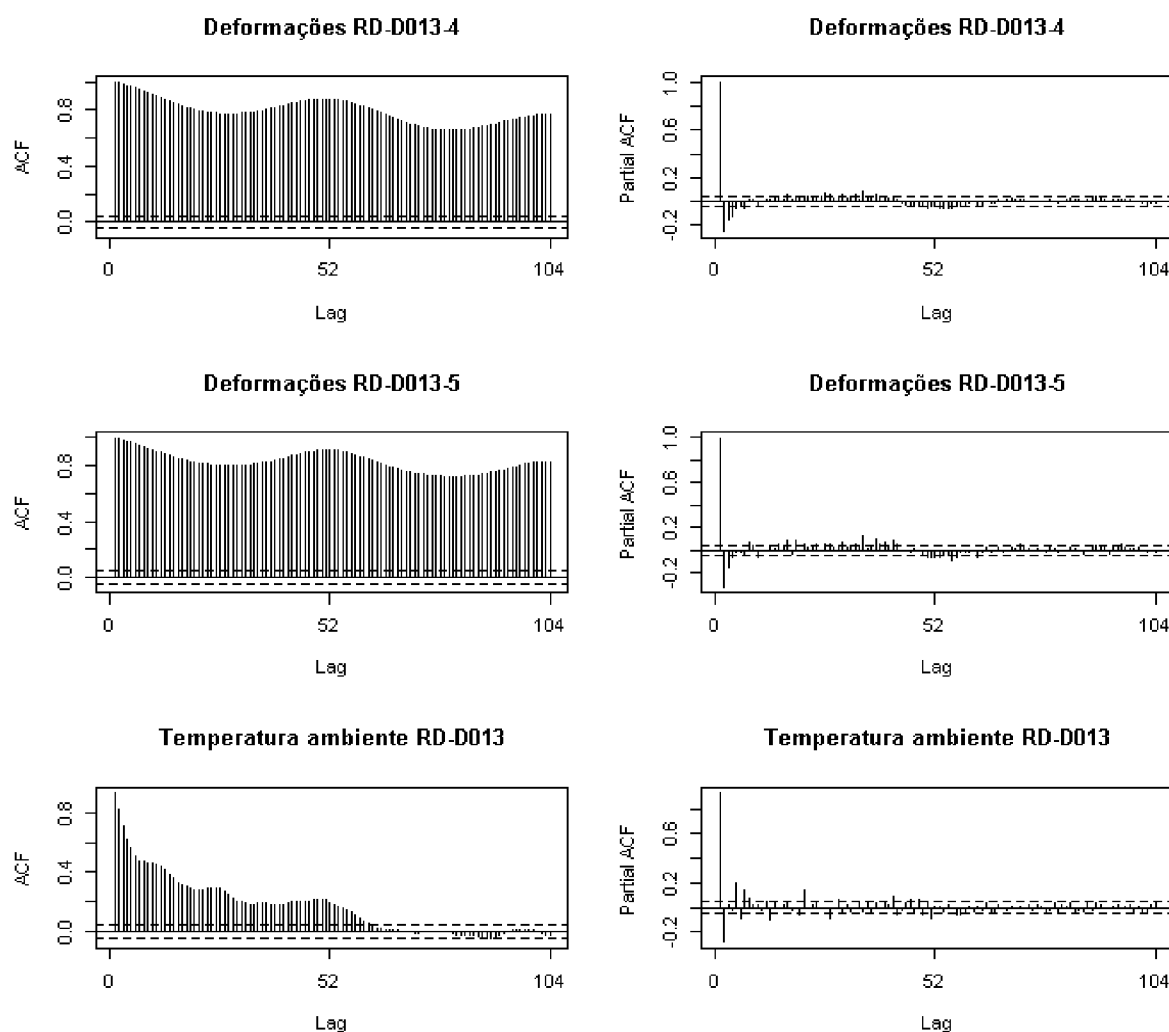 Deformações RD-D013-4
ACF
0.0 0.4 0.8
0 52 104
Lag
Deformações RD-D013-4
Partial ACF
-0.2 0.2 0.6 1.0
0 52 104
Lag
Deformações RD-D013-5
ACF
0.0 0.4 0.8
0 52 104
Lag
Deformações RD-D013-5
Partial ACF
-0.2 0.2 0.6 1.0
0 52 104
Lag
Temperatura ambiente RD-D013
ACF
0.0 0.4 0.8
0 52 104
Lag
Temperatura ambiente RD-D013
Partial ACF
-0.2 0.2 0.6
0 52 104
Lag